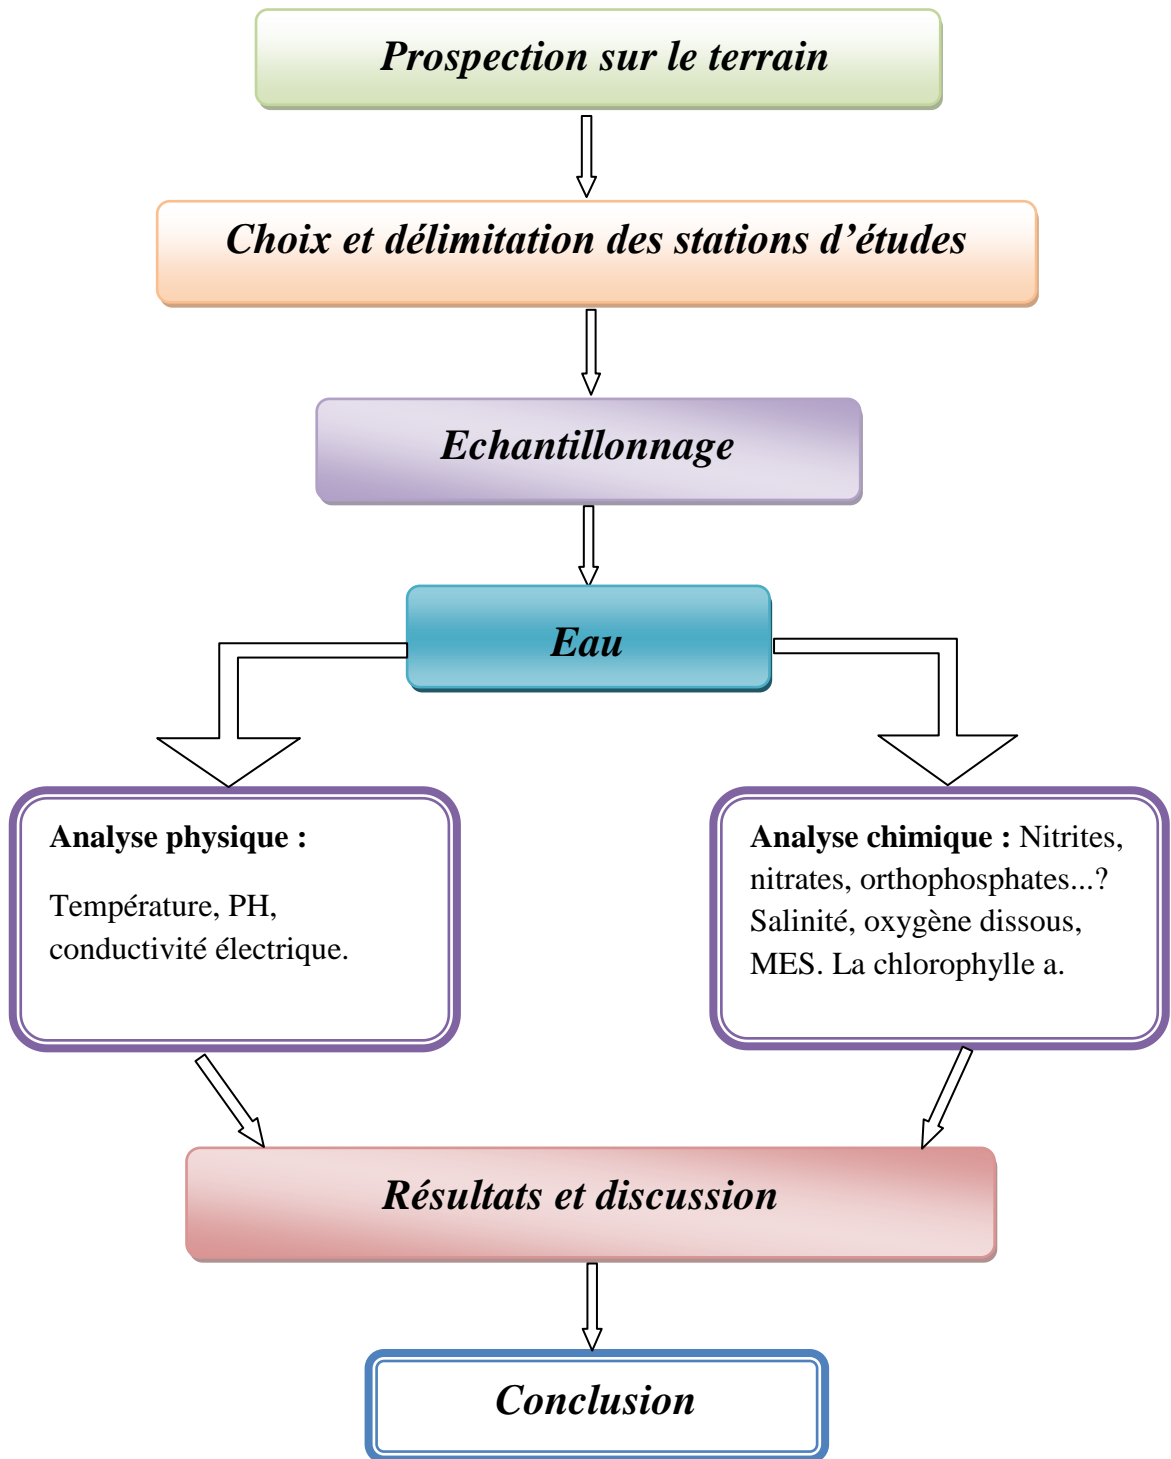 Prospection sur le terrain
Choix et délimitation des stations d’études
Echantillonnage
Eau
Analyse physique :
Température, PH,
conductivité électrique.
Analyse chimique : Nitrites,
nitrates, orthophosphates...?
Salinité, oxygène dissous,
MES. La chlorophylle a.
Résultats et discussion
Conclusion